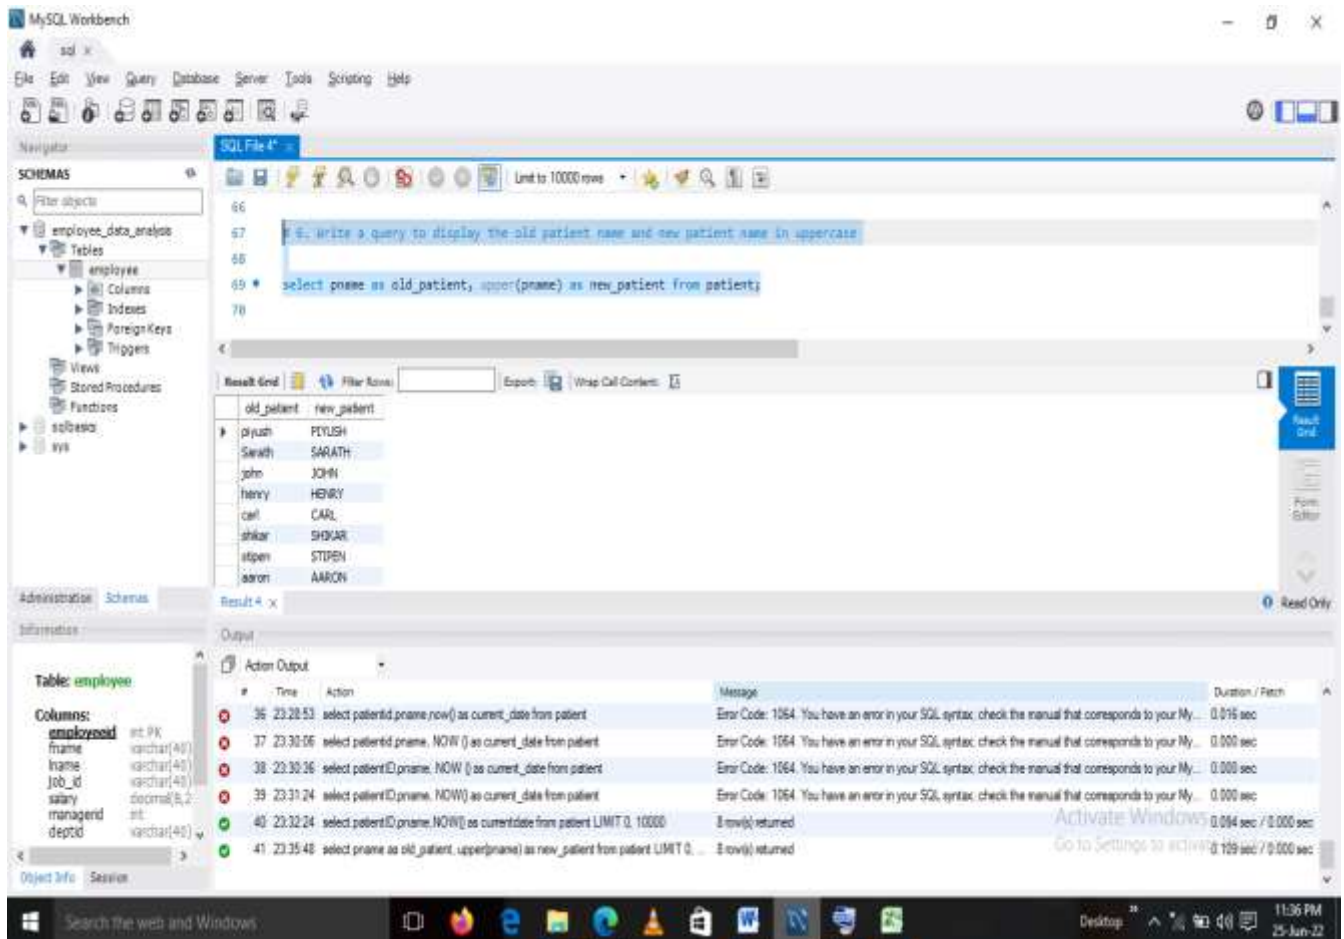 MySQL Workbench
sql x
File Edit View Query Database Server Tools Scripting Help
Navigator
SQL File 4* x
SCHEMAS
Filter objects
Limit to 10000 rows
employee_data_analysis
Tables
employee
Columns
Indexes
Foreign Keys
Triggers
Views
Stored Procedures
Functions
sqlbasics
sys
66
67 # 6. Write a query to display the old patient name and new patient name in uppercase
68
69 select pname as old_patient, upper(pname) as new_patient from patient;
70
Result Grid Filter Rows: Export: Wrap Cell Content:
old_patient new_patient
piyush PIYUSH
Sarath SARATH
john JOHN
henry HENRY
carl CARL
shikar SHIKAR
stipen STIPEN
aaron AARON
Result Grid
Form Editor
Administration Schemas
Result 4 x
Read Only
Information
Table: employee
Columns:
employeeid int PK
fname varchar(40)
lname varchar(40)
job_id varchar(40)
salary decimal(8,2
managerid int
deptid varchar(40)
Object Info Session
Output
Action Output
# Time Action Message Duration / Fetch
36 23:28:53 select patientid,pname,now() as current_date from patient Error Code: 1064. You have an error in your SQL syntax; check the manual that corresponds to your My... 0.016 sec
37 23:30:06 select patientid,pname, NOW () as current_date from patient Error Code: 1064. You have an error in your SQL syntax; check the manual that corresponds to your My... 0.000 sec
38 23:30:36 select patientID,pname, NOW () as current_date from patient Error Code: 1064. You have an error in your SQL syntax; check the manual that corresponds to your My... 0.000 sec
39 23:31:24 select patientID,pname, NOW() as current_date from patient Error Code: 1064. You have an error in your SQL syntax; check the manual that corresponds to your My... 0.000 sec
40 23:32:24 select patientID,pname,NOW() as currentdate from patient LIMIT 0, 10000 8 row(s) returned 0.094 sec / 0.000 sec
41 23:35:48 select pname as old_patient, upper(pname) as new_patient from patient LIMIT 0, ... 8 row(s) returned 0.109 sec / 0.000 sec
Activate Windows
Go to Settings to activate
Search the web and Windows
Desktop
11:36 PM
25-Jun-22